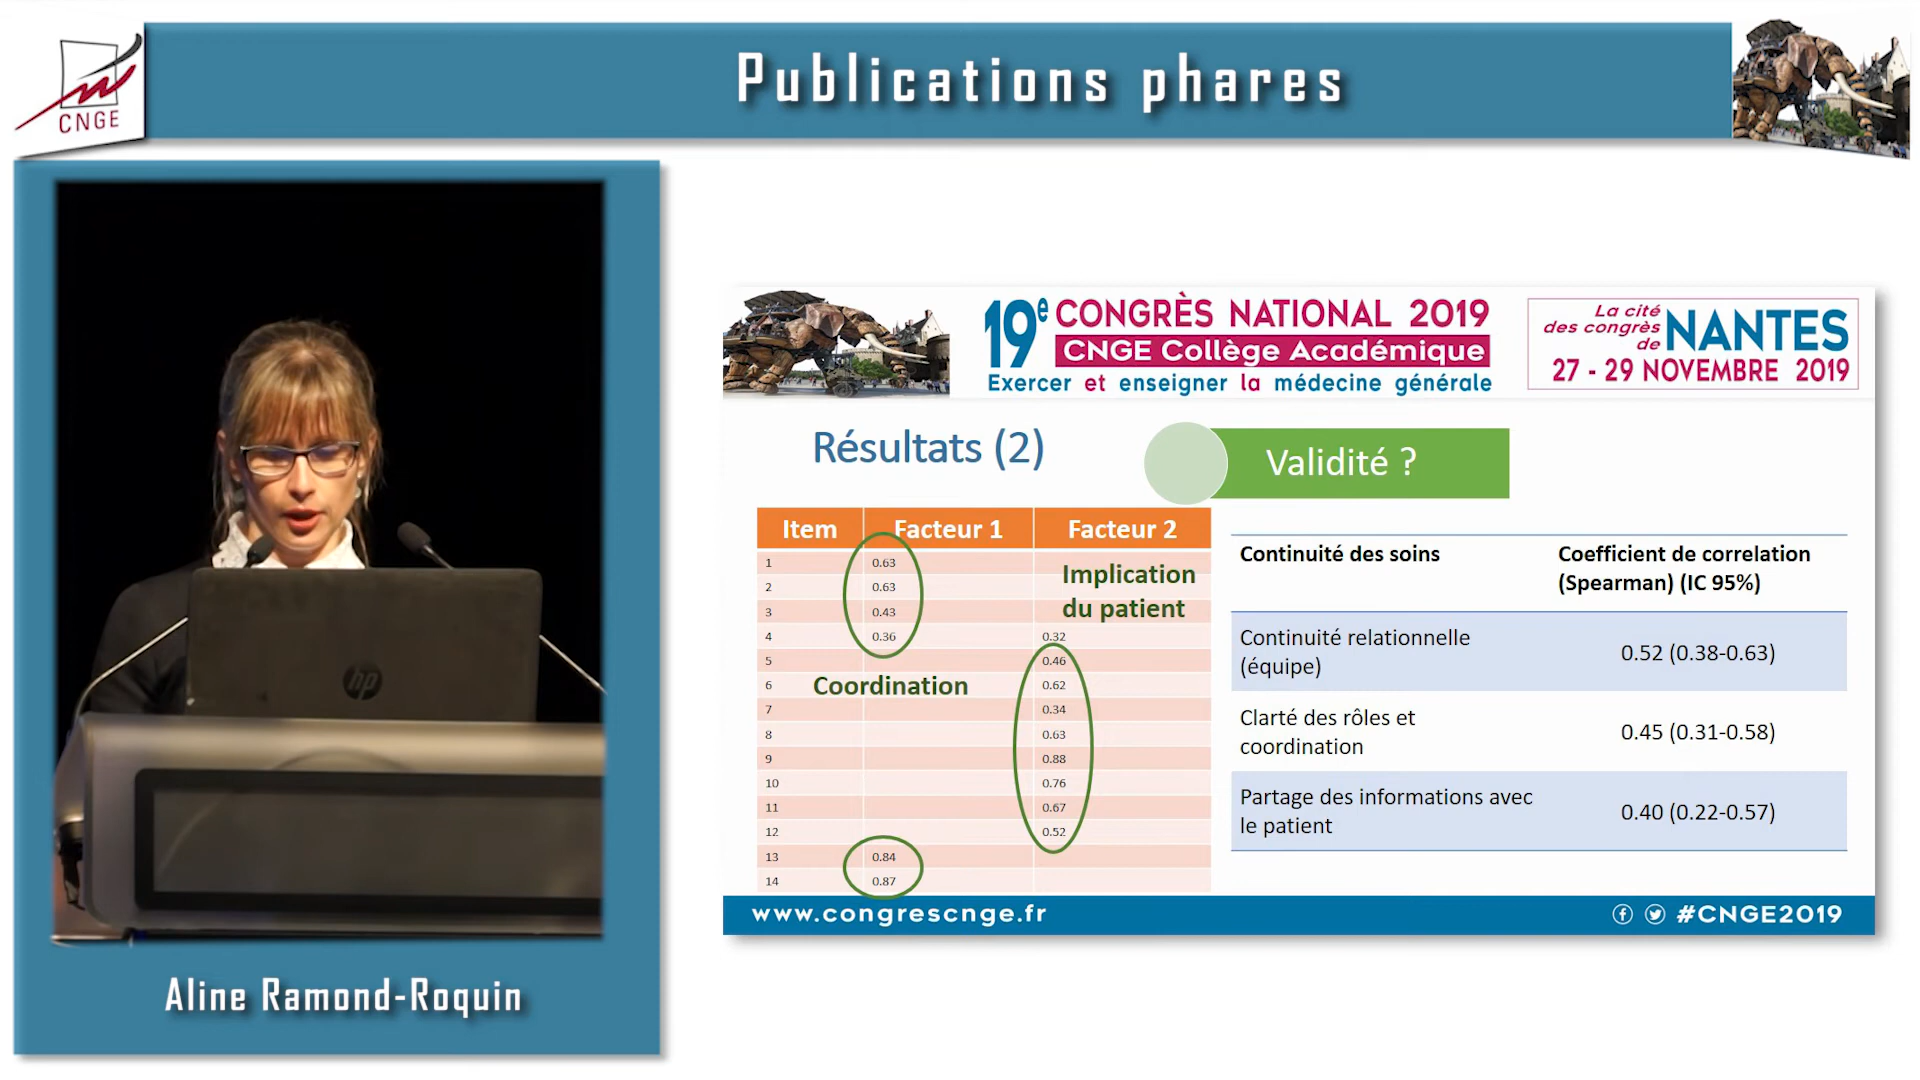 Publications phares
CNGE
19e CONGRÈS NATIONAL 2019
CNGE Collège Académique
Exercer et enseigner la médecine générale
La cité
des congrès
de
NANTES
27 - 29 NOVEMBRE 2019
Résultats (2)
Validité ?
Item Facteur 1 Facteur 2
1 0.63
2 0.63
3 0.43
4 0.36 0.32
5 0.46
6 0.62
7 0.34
8 0.63
9 0.88
10 0.76
11 0.67
12 0.52
13 0.84
14 0.87
Implication
du patient
Coordination
Continuité des soins
Coefficient de correlation
(Spearman) (IC 95%)
Continuité relationnelle
(équipe)
0.52 (0.38-0.63)
Clarté des rôles et
coordination
0.45 (0.31-0.58)
Partage des informations avec
le patient
0.40 (0.22-0.57)
www.congrescnge.fr
#CNGE2019
hp
Aline Ramond-Roquin